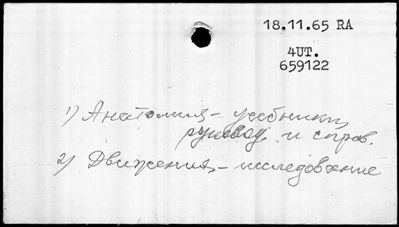 18.11.65 RA
4UT.
659122
1) Анатомия - учебники,
руковод. и справ.
2) Движения - исследование